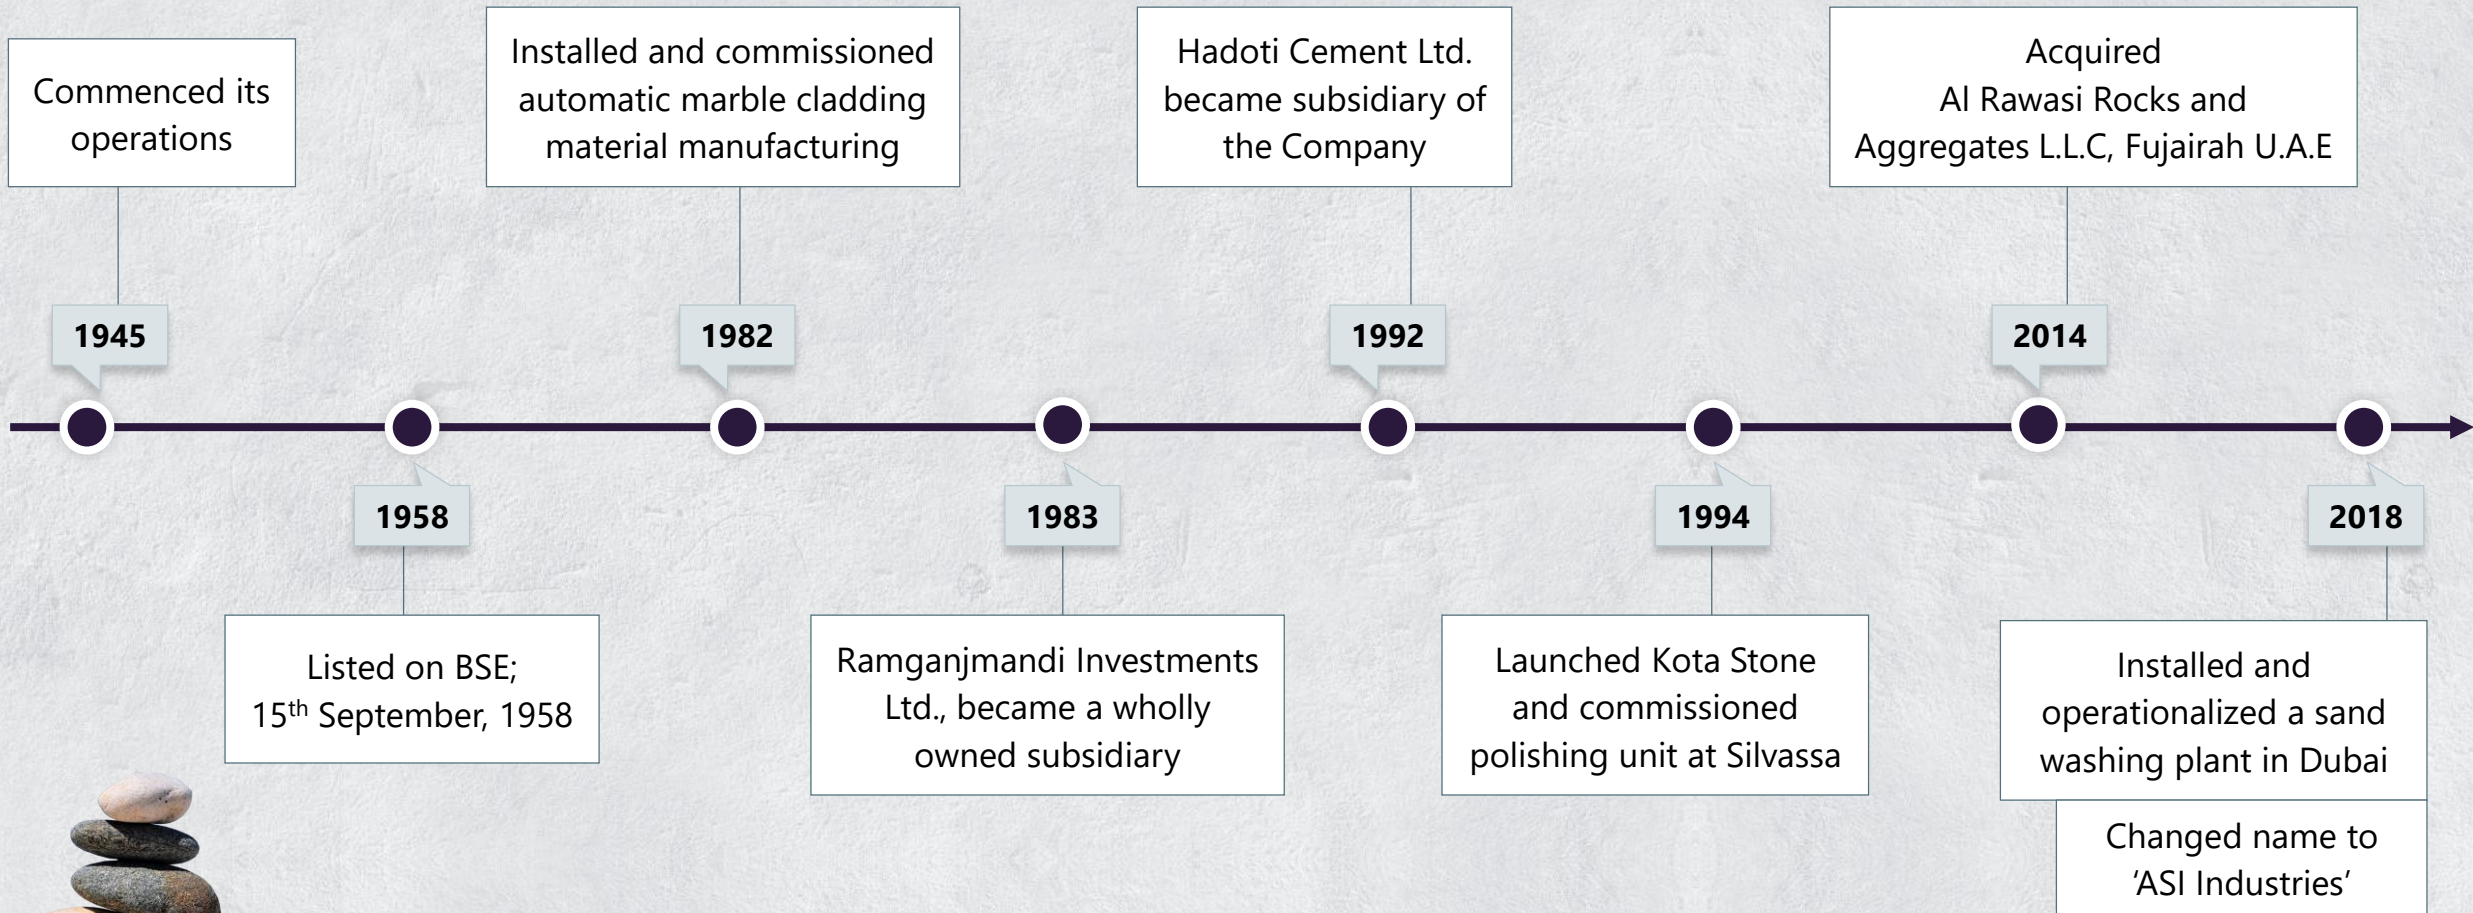 Commenced its
operations
1945
Listed on BSE;
15th September, 1958
1958
Installed and commissioned
automatic marble cladding
material manufacturing
1982
1983
Ramganjmandi Investments
Ltd., became a wholly
owned subsidiary
Hadoti Cement Ltd.
became subsidiary of
the Company
1992
1994
Launched Kota Stone
and commissioned
polishing unit at Silvassa
Acquired
Al Rawasi Rocks and
Aggregates L.L.C, Fujairah U.A.E
2014
2018
Installed and
operationalized a sand
washing plant in Dubai
Changed name to
‘ASI Industries’